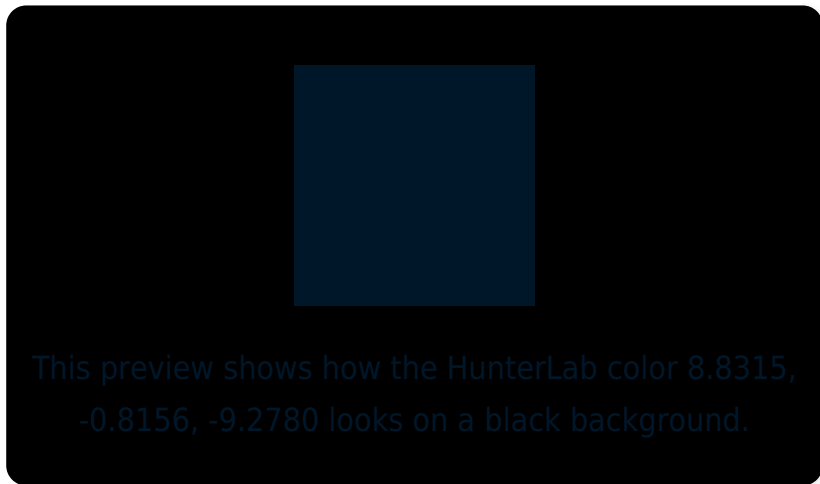 This preview shows how the HunterLab color 8.8315,
-0.8156, -9.2780 looks on a black background.